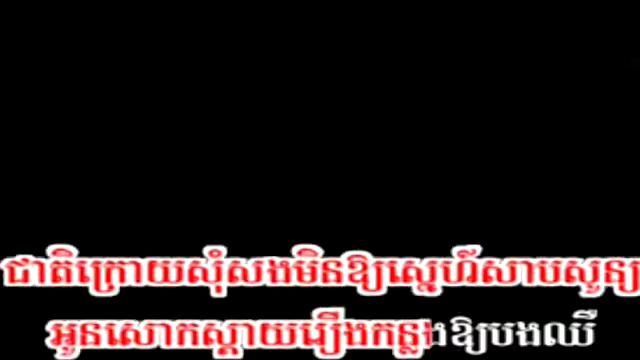 ជាតិក្រោយសុំសងមិនឱ្យស្នេហ៍សាបសូន្យ
អូនសោកស្ដាយរឿងកន្លងឱ្យបងឈឺ